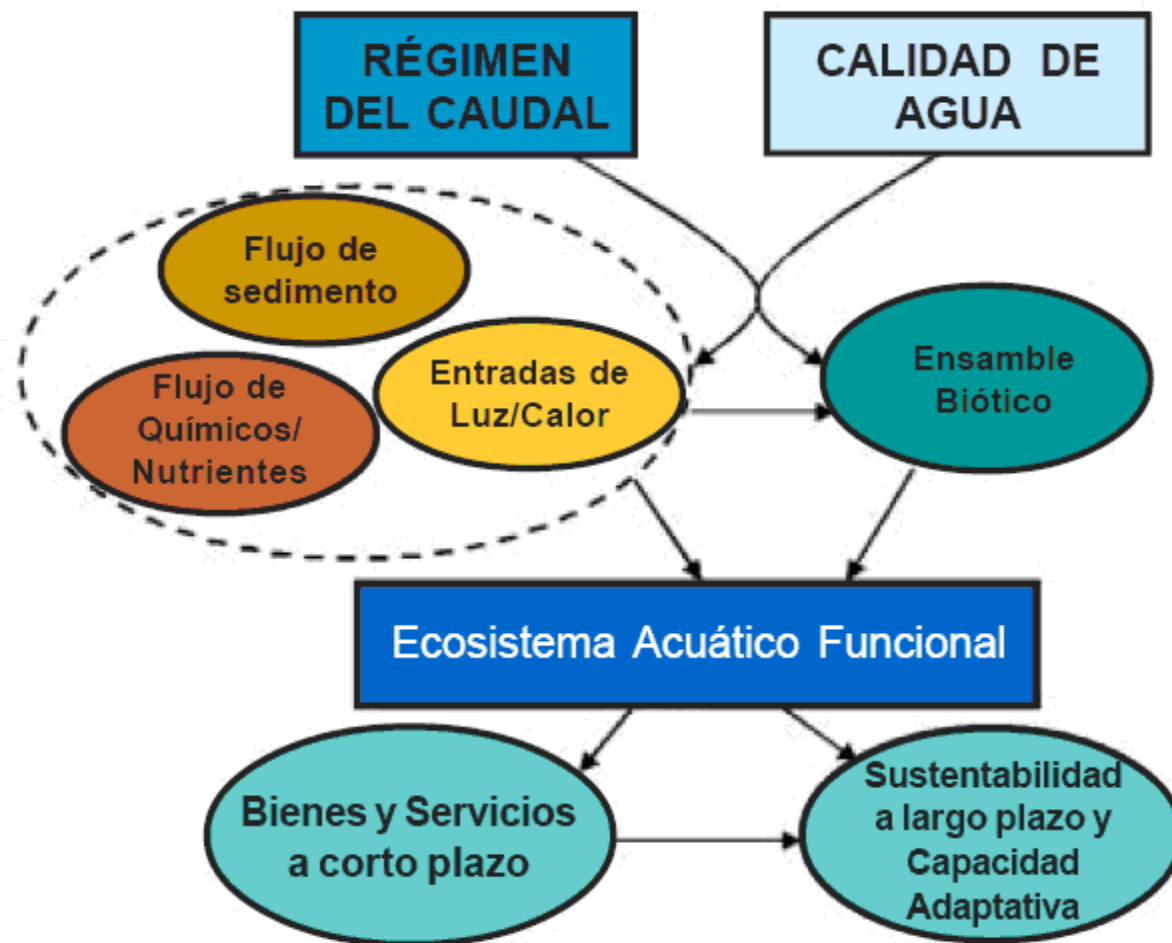 RÉGIMEN
DEL CAUDAL
CALIDAD DE
AGUA
Flujo de
sedimento
Entradas de
Luz/Calor
Flujo de
Químicos/
Nutrientes
Ensamble
Biótico
Ecosistema Acuático Funcional
Bienes y Servicios
a corto plazo
Sustentabilidad
a largo plazo y
Capacidad
Adaptativa